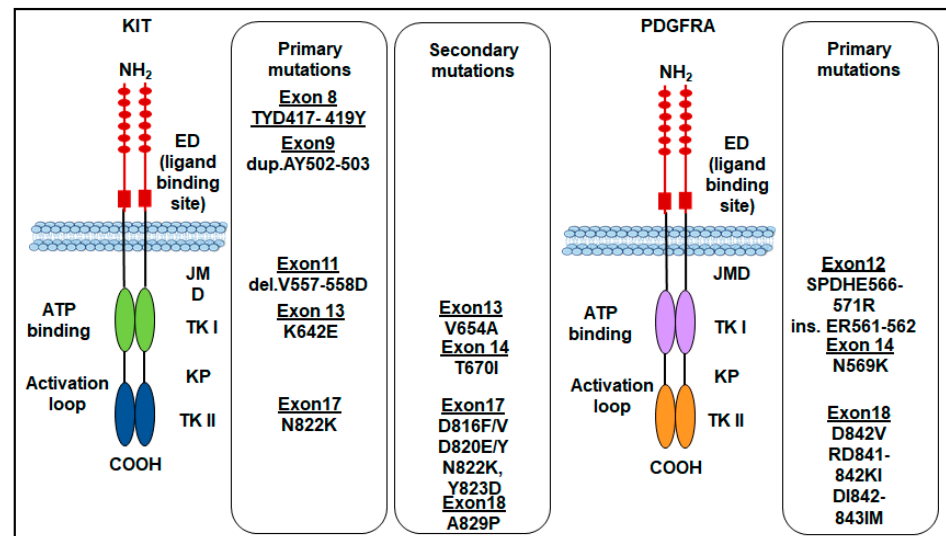 KIT
NH2
ED
(ligand
binding
site)
JM
D
ATP
binding
TK I
KP
Activation
loop
TK II
COOH
Primary
mutations
Exon 8
TYD417- 419Y
Exon9
dup.AY502-503
Exon11
del.V557-558D
Exon 13
K642E
Exon17
N822K
Secondary
mutations
Exon13
V654A
Exon 14
T670I
Exon17
D816F/V
D820E/Y
N822K,
Y823D
Exon18
A829P
PDGFRA
NH2
ED
(ligand
binding
site)
JMD
ATP
binding
TK I
KP
Activation
loop
TK II
COOH
Primary
mutations
Exon12
SPDHE566-
571R
ins. ER561-562
Exon 14
N569K
Exon18
D842V
RD841-
842KI
DI842-
843IM